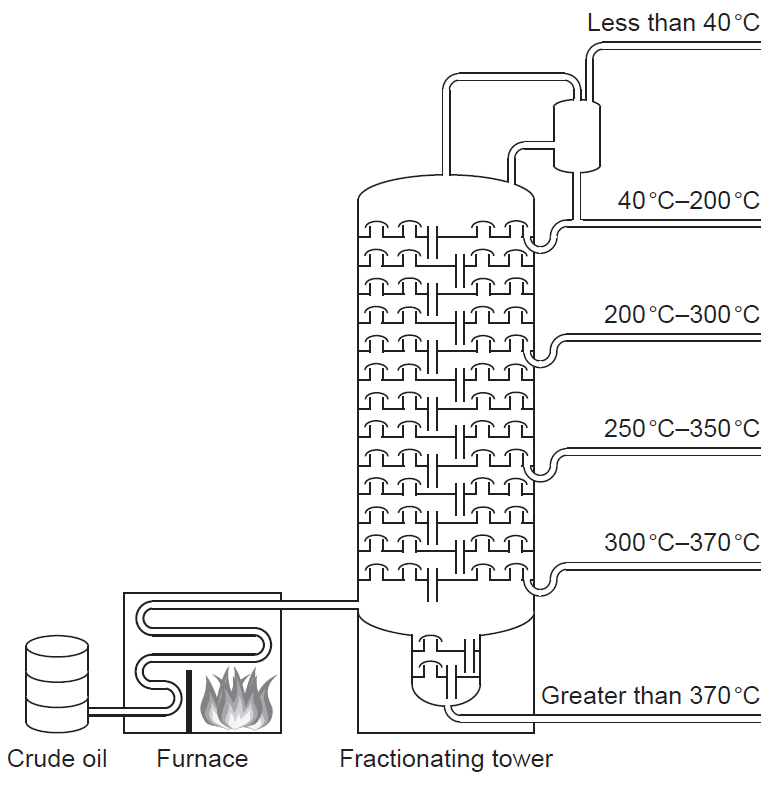 Less than 40 °C
40 °C–200 °C
200 °C–300 °C
250 °C–350 °C
300 °C–370 °C
Greater than 370 °C
Crude oil
Furnace
Fractionating tower